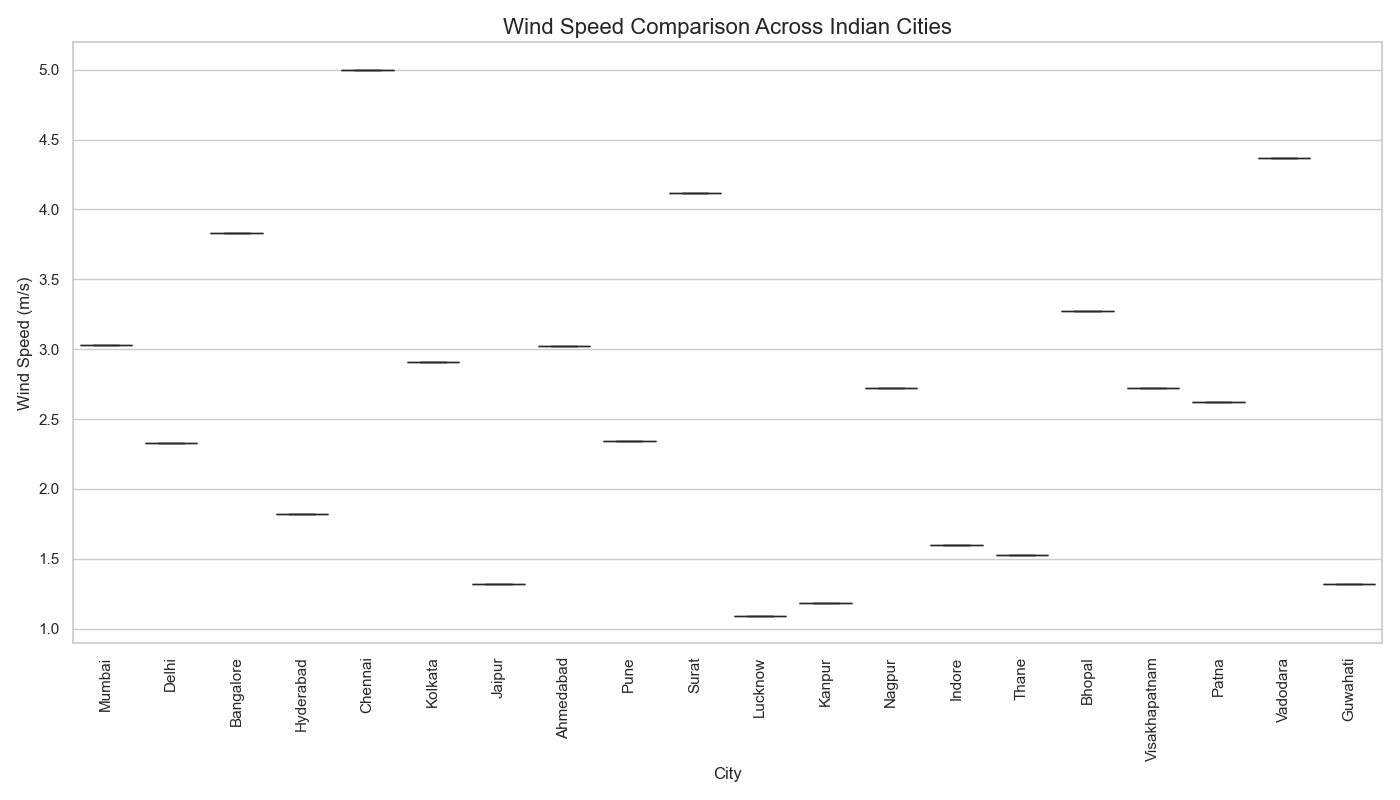 Wind Speed Comparison Across Indian Cities
Wind Speed (m/s)
5.0
4.5
4.0
3.5
3.0
2.5
2.0
1.5
1.0
Mumbai
Delhi
Bangalore
Hyderabad
Chennai
Kolkata
Jaipur
Ahmedabad
Pune
Surat
Lucknow
Kanpur
Nagpur
Indore
Thane
Bhopal
Visakhapatnam
Patna
Vadodara
Guwahati
City